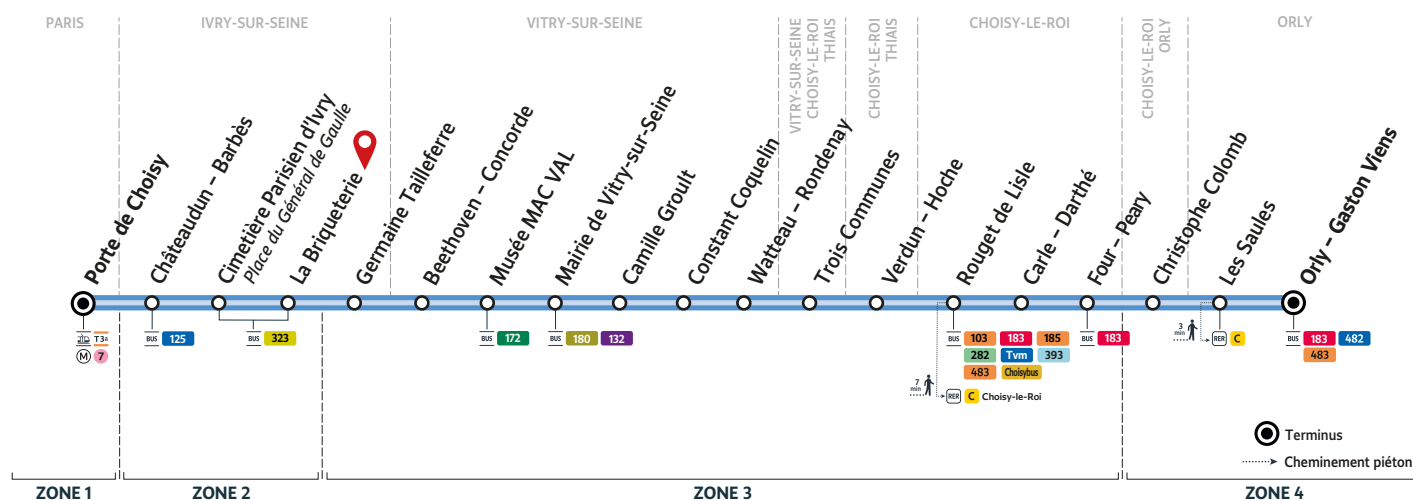 PARIS
IVRY-SUR-SEINE
VITRY-SUR-SEINE
VITRY-SUR-SEINE
CHOISY-LE-ROI
THIAIS
CHOISY-LE-ROI
THIAIS
CHOISY-LE-ROI
CHOISY-LE-ROI
ORLY
ORLY
Porte de Choisy
Châteaudun – Barbès
Cimetière Parisien d'Ivry
Place du Général de Gaulle
La Briqueterie
Germaine Tailleferre
Beethoven – Concorde
Musée MAC VAL
Mairie de Vitry-sur-Seine
Camille Groult
Constant Coquelin
Watteau – Rondenay
Trois Communes
Verdun – Hoche
Rouget de Lisle
Carle – Darthé
Four – Peary
Christophe Colomb
Les Saules
Orly – Gaston Viens
T3a
M 7
BUS 125
BUS 323
BUS 172
BUS 180 132
BUS 103 183 185
282 Tvm 393
483 Choisybus
7 min
RER C Choisy-le-Roi
BUS 183
3 min
RER C
BUS 183 482
483
Terminus
Cheminement piéton
ZONE 1
ZONE 2
ZONE 3
ZONE 4